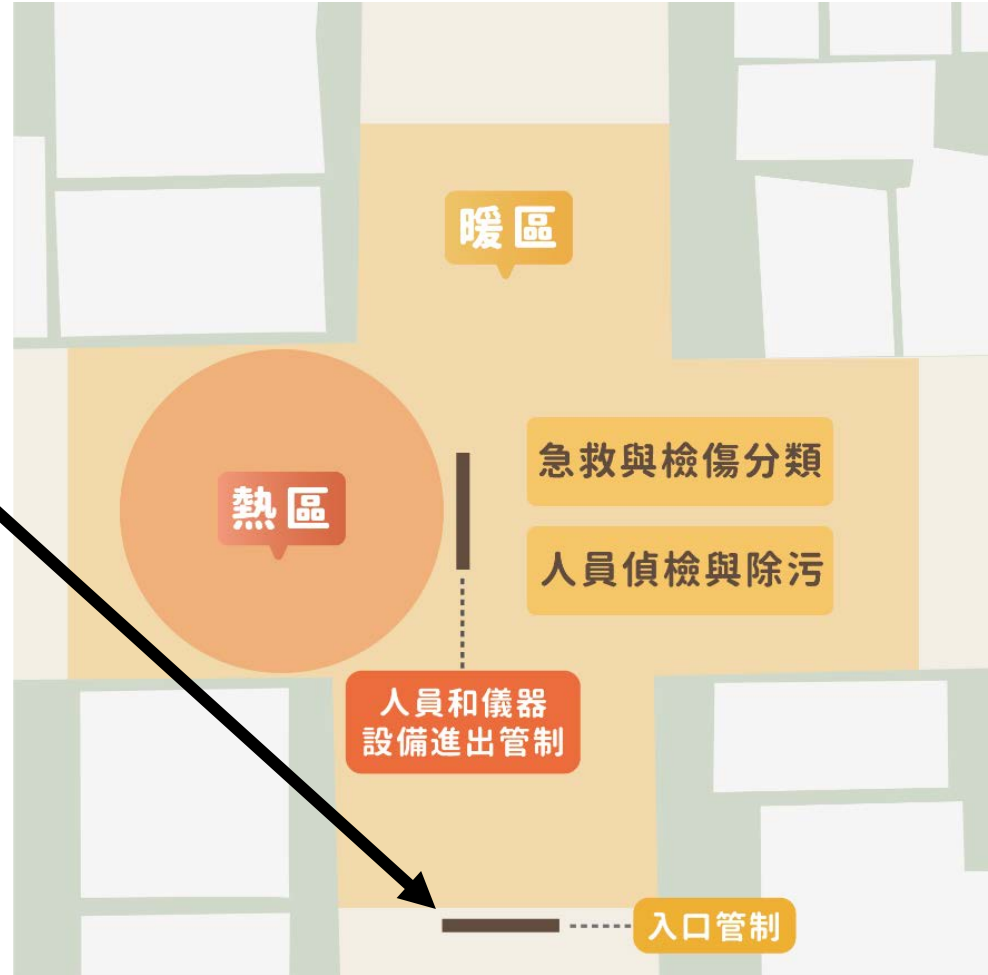 暖區
急救與檢傷分類
熱區
人員偵檢與除污
人員和儀器
設備進出管制
入口管制